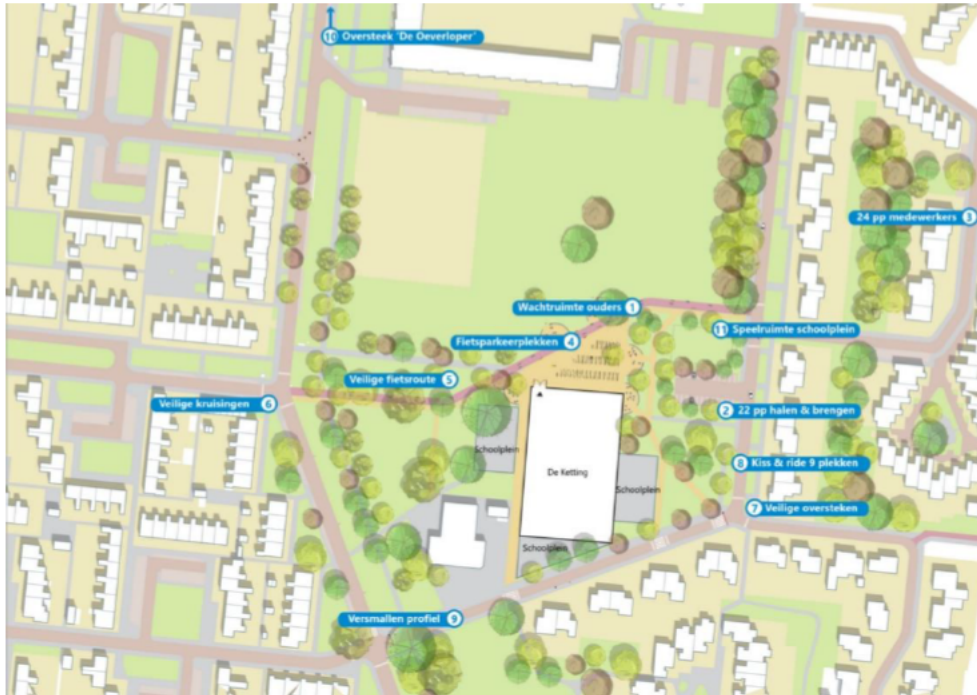 10 Oversteek 'De Oeverloper'
24 pp medewerkers 3
Wachtruimte ouders 1
11 Speelruimte schoolplein
Fietsparkeerplekken 4
Veilige fietsroute 5
Veilige kruisingen 6
2 22 pp halen & brengen
Schoolplein
De Ketting
8 Kiss & ride 9 plekken
Schoolplein
7 Veilige oversteken
Schoolplein
Versmallen profiel 9